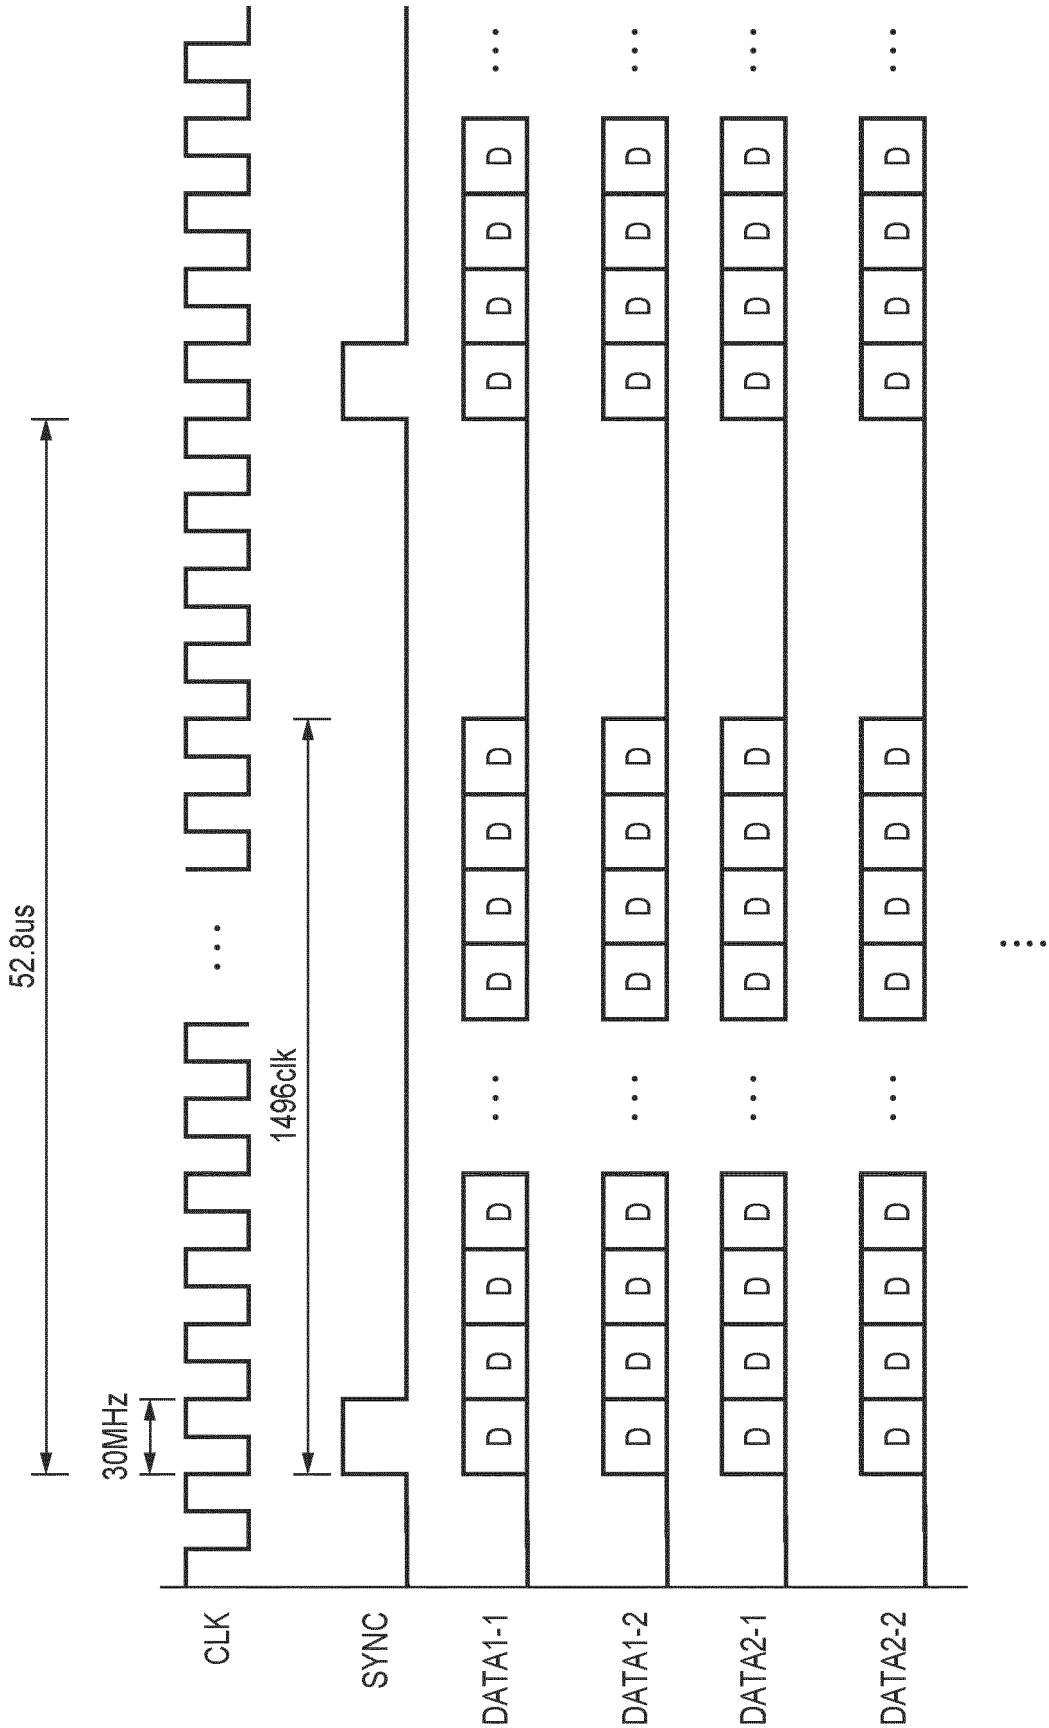 52.8us
30MHz
CLK
...
1496clk
SYNC
DATA1-1 D D D D ... D D D D D D D D ...
DATA1-2 D D D D ... D D D D D D D D ...
DATA2-1 D D D D ... D D D D D D D D ...
DATA2-2 D D D D ... D D D D D D D D ...
....